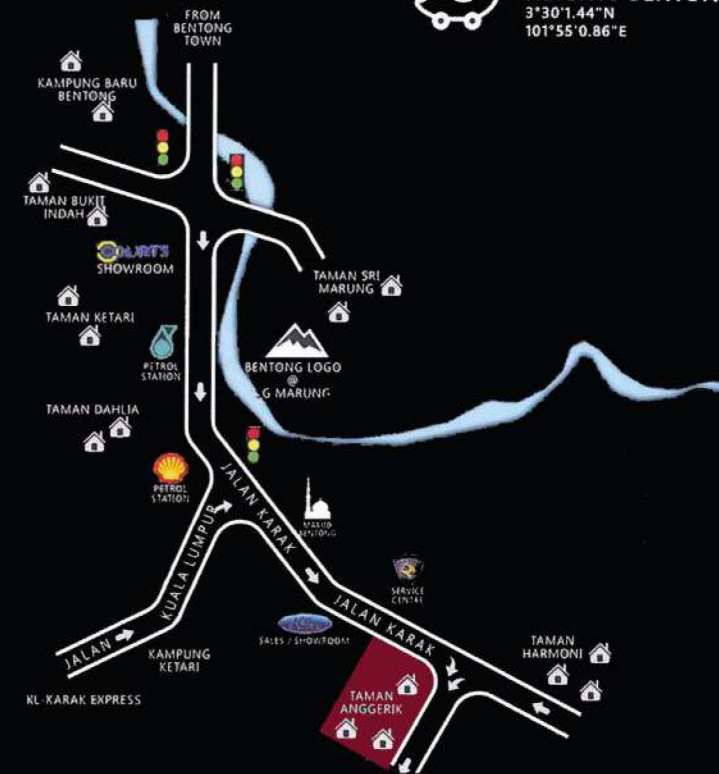 FROM
BENTONG
TOWN
3°30'1.44"N
101°55'0.86"E
KAMPUNG BARU
BENTONG
TAMAN BUKIT
INDAH
COURTS
SHOWROOM
TAMAN SRI
MARUNG
TAMAN KETARI
PETROL
STATION
BENTONG LOGO
@
G MARUNG
TAMAN DAHLIA
PETROL
STATION
JALAN KARAK
MASJID
BENTONG
JALAN KUALA LUMPUR
SERVICE
CENTRE
JALAN KARAK
SALES / SHOWROOM
KAMPUNG
KETARI
TAMAN
HARMONI
KL-KARAK EXPRESS
TAMAN
ANGGERIK